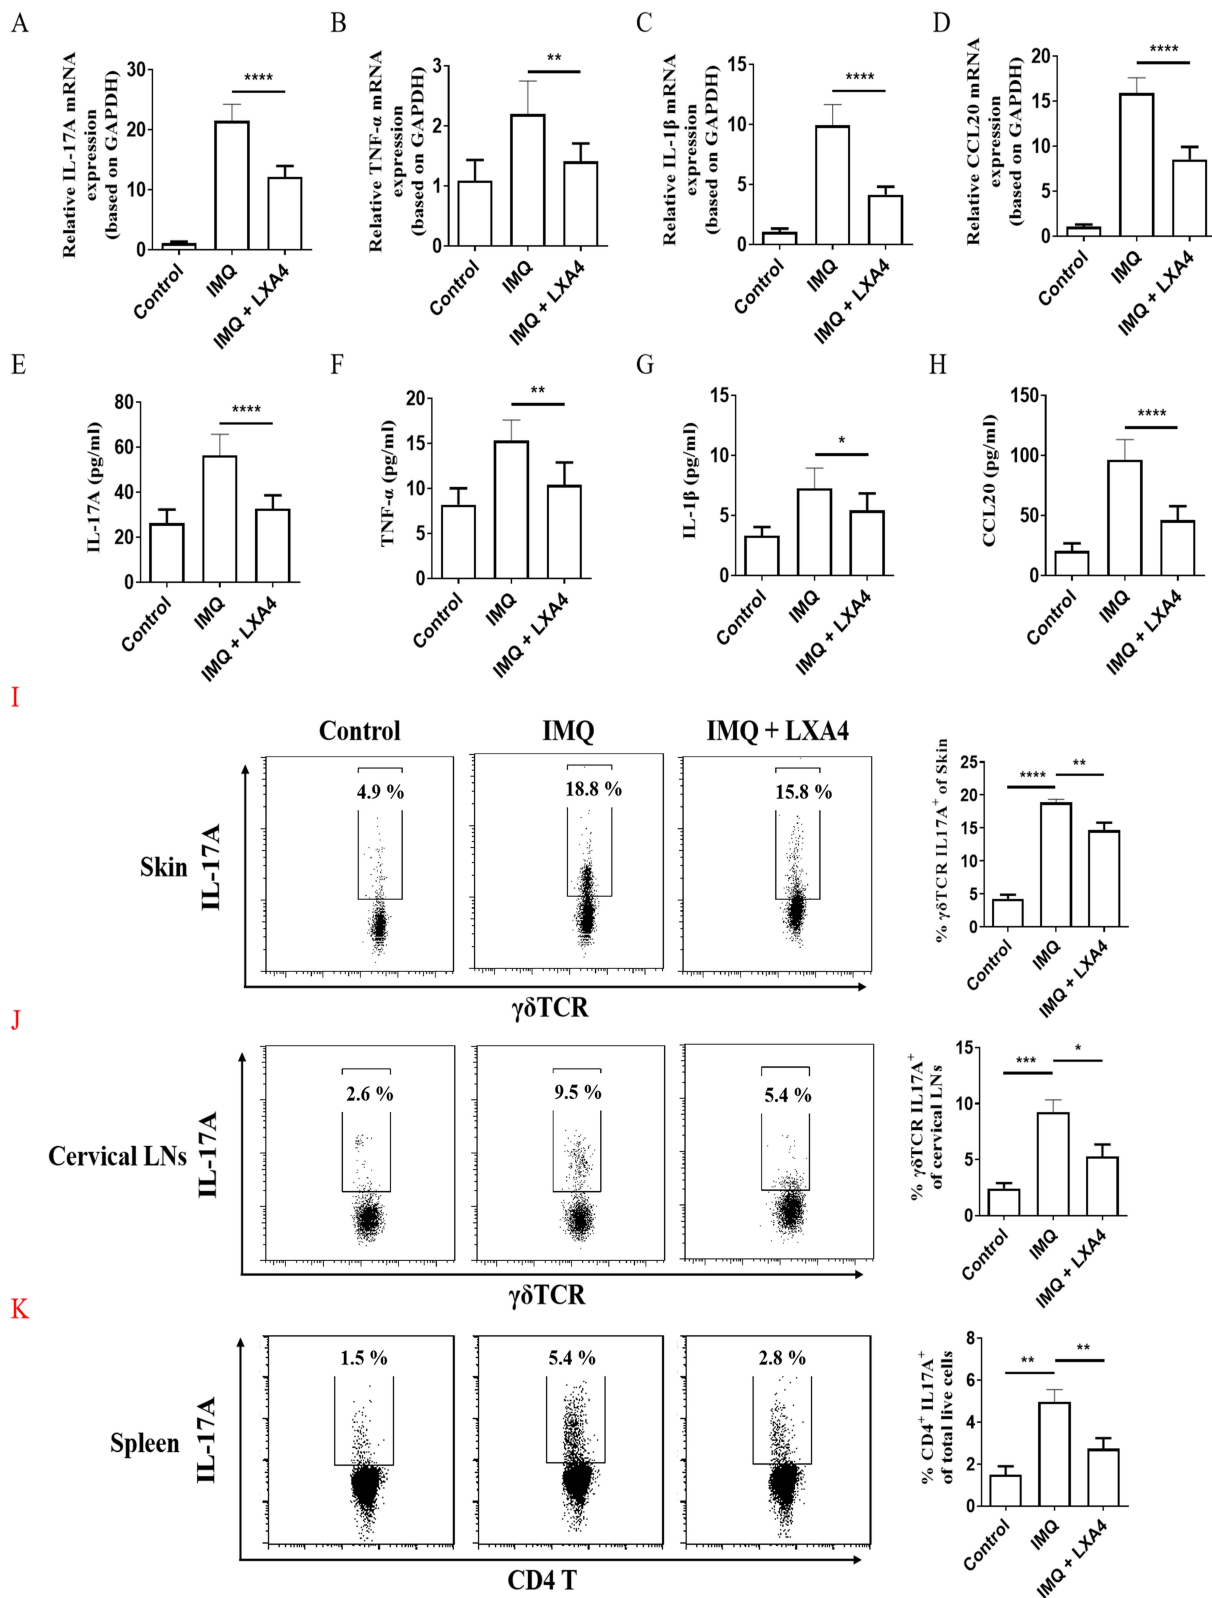 A
Relative IL-17A mRNA
expression
(based on GAPDH)
30
20
10
0
****
Control
IMQ
IMQ + LXA4
B
Relative TNF-α mRNA
expression
(based on GAPDH)
3
2
1
0
**
Control
IMQ
IMQ + LXA4
C
Relative IL-1β mRNA
expression
(based on GAPDH)
15
10
5
0
****
Control
IMQ
IMQ + LXA4
D
Relative CCL20 mRNA
expression
(based on GAPDH)
20
15
10
5
0
****
Control
IMQ
IMQ + LXA4
E
IL-17A (pg/ml)
80
60
40
20
0
****
Control
IMQ
IMQ + LXA4
F
TNF-α (pg/ml)
20
15
10
5
0
**
Control
IMQ
IMQ + LXA4
G
IL-1β (pg/ml)
15
10
5
0
*
Control
IMQ
IMQ + LXA4
H
CCL20 (pg/ml)
150
100
50
0
****
Control
IMQ
IMQ + LXA4
I
Control
IMQ
IMQ + LXA4
Skin
IL-17A
4.9 %
18.8 %
15.8 %
γδTCR
% γδTCR IL17A⁺ of Skin
25
20
15
10
5
0
****
**
Control
IMQ
IMQ + LXA4
J
Cervical LNs
IL-17A
2.6 %
9.5 %
5.4 %
γδTCR
% γδTCR IL17A⁺
of cervical LNs
15
10
5
0
***
*
Control
IMQ
IMQ + LXA4
K
Spleen
IL-17A
1.5 %
5.4 %
2.8 %
CD4 T
% CD4⁺ IL17A⁺
of total live cells
8
6
4
2
0
**
**
Control
IMQ
IMQ + LXA4